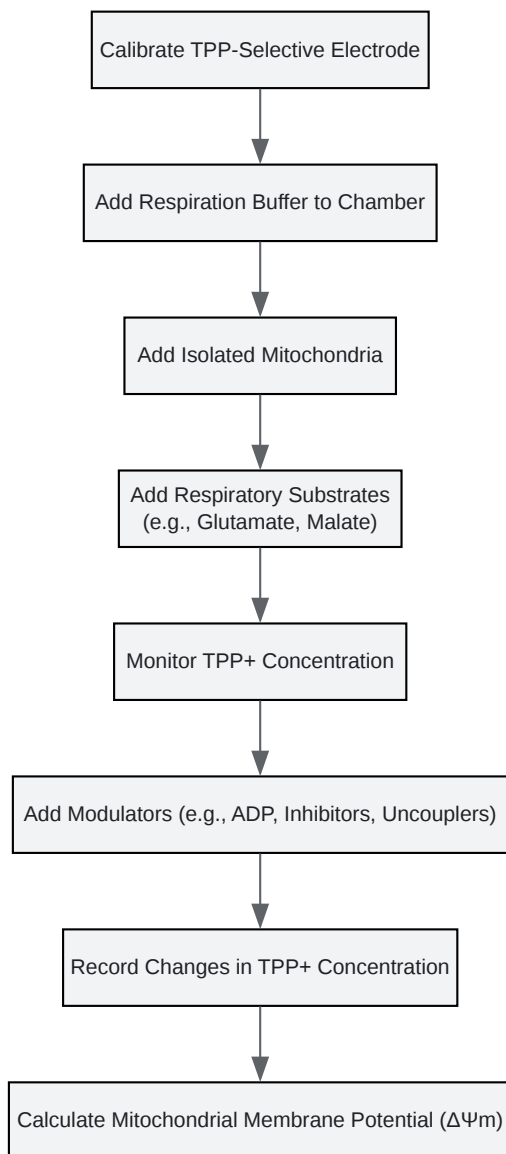 Calibrate TPP-Selective Electrode
Add Respiration Buffer to Chamber
Add Isolated Mitochondria
Add Respiratory Substrates
(e.g., Glutamate, Malate)
Monitor TPP+ Concentration
Add Modulators (e.g., ADP, Inhibitors, Uncouplers)
Record Changes in TPP+ Concentration
Calculate Mitochondrial Membrane Potential (ΔΨm)